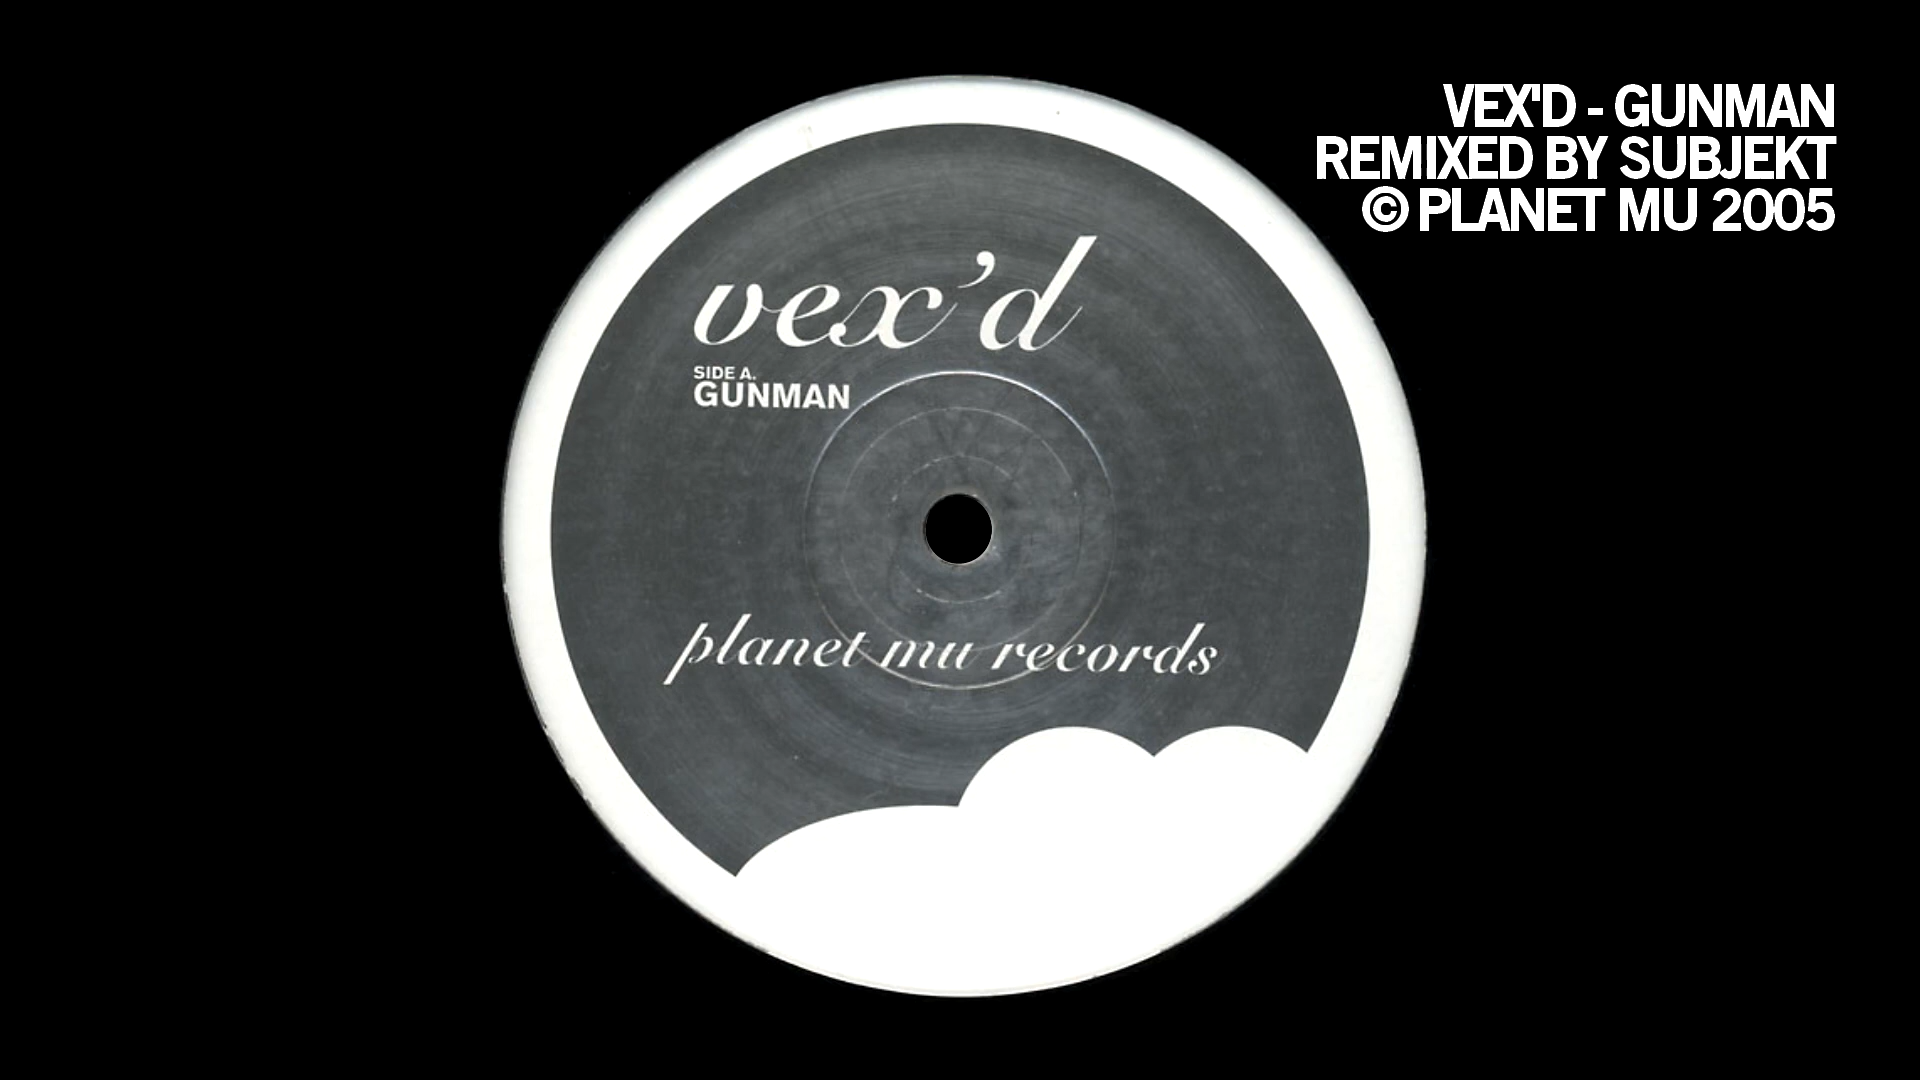 VEX'D - GUNMAN
REMIXED BY SUBJEKT
© PLANET MU 2005
vex’d
SIDE A.
GUNMAN
planet mu records